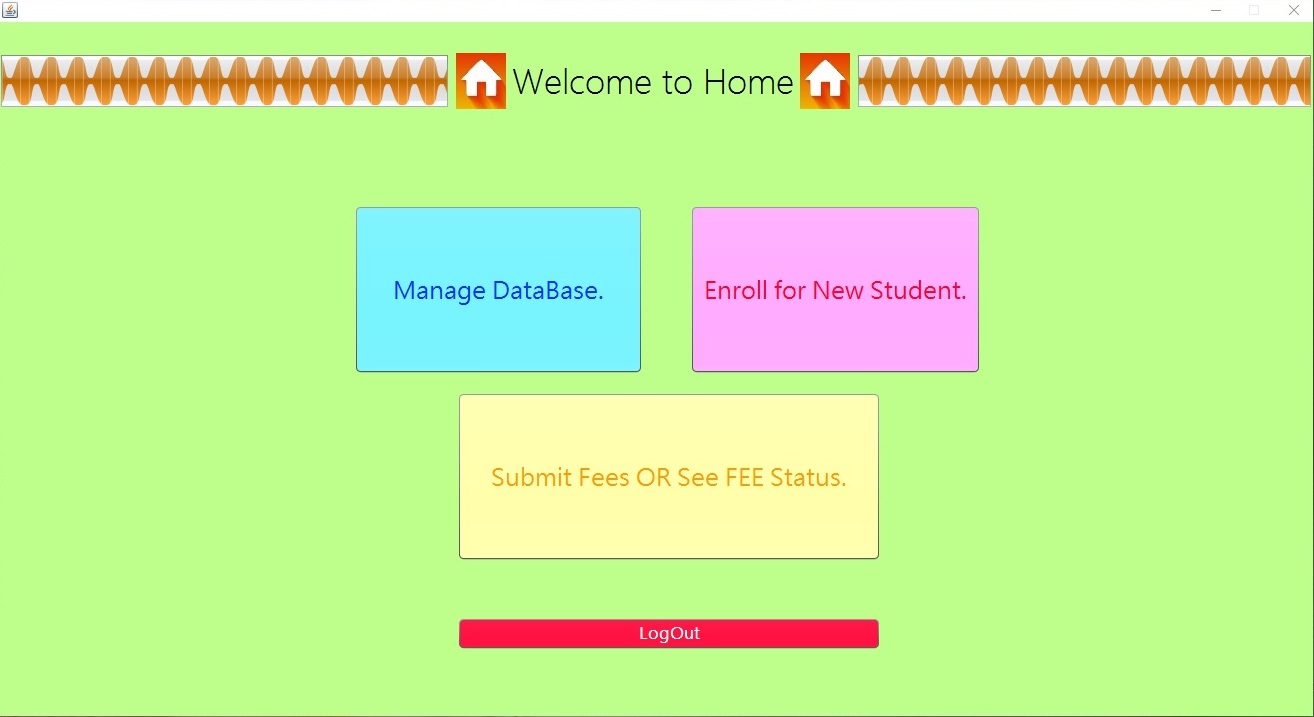 Welcome to Home
Manage DataBase.
Enroll for New Student.
Submit Fees OR See FEE Status.
LogOut